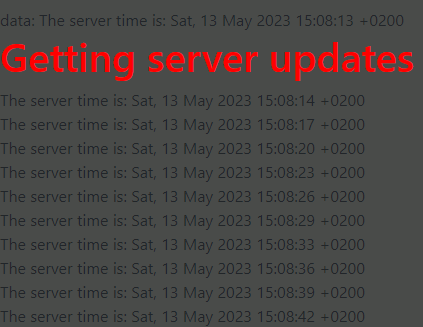 data: The server time is: Sat, 13 May 2023 15:08:13 +0200
Getting server updates
The server time is: Sat, 13 May 2023 15:08:14 +0200
The server time is: Sat, 13 May 2023 15:08:17 +0200
The server time is: Sat, 13 May 2023 15:08:20 +0200
The server time is: Sat, 13 May 2023 15:08:23 +0200
The server time is: Sat, 13 May 2023 15:08:26 +0200
The server time is: Sat, 13 May 2023 15:08:29 +0200
The server time is: Sat, 13 May 2023 15:08:33 +0200
The server time is: Sat, 13 May 2023 15:08:36 +0200
The server time is: Sat, 13 May 2023 15:08:39 +0200
The server time is: Sat, 13 May 2023 15:08:42 +0200